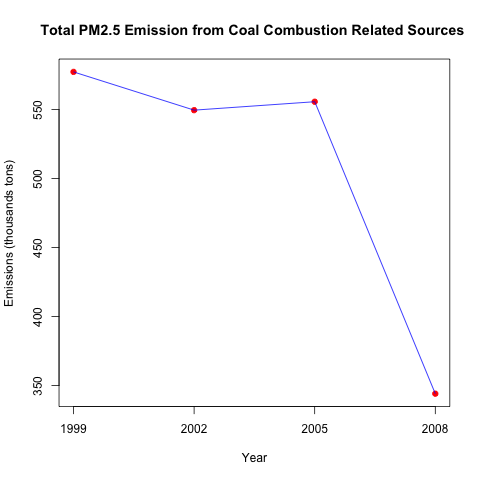 Total PM2.5 Emission from Coal Combustion Related Sources
Emissions (thousands tons)
550
500
450
400
350
1999 2002 2005 2008
Year